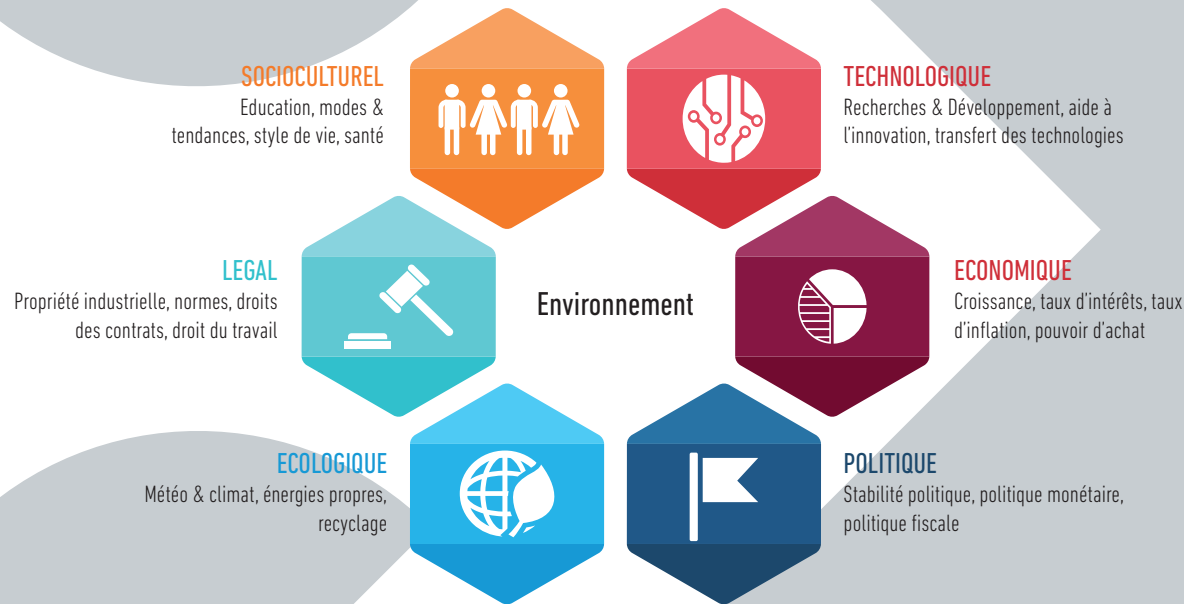 SOCIOCULTUREL
Education, modes &
tendances, style de vie, santé
TECHNOLOGIQUE
Recherches & Développement, aide à
l'innovation, transfert des technologies
LEGAL
Propriété industrielle, normes, droits
des contrats, droit du travail
Environnement
ECONOMIQUE
Croissance, taux d'intérêts, taux
d'inflation, pouvoir d'achat
ECOLOGIQUE
Météo & climat, énergies propres,
recyclage
POLITIQUE
Stabilité politique, politique monétaire,
politique fiscale